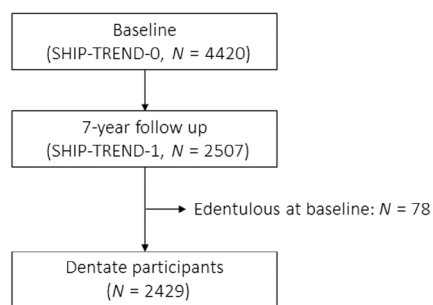 Baseline
(SHIP-TREND-0, N = 4420)
7-year follow up
(SHIP-TREND-1, N = 2507)
Edentulous at baseline: N = 78
Dentate participants
(N = 2429)